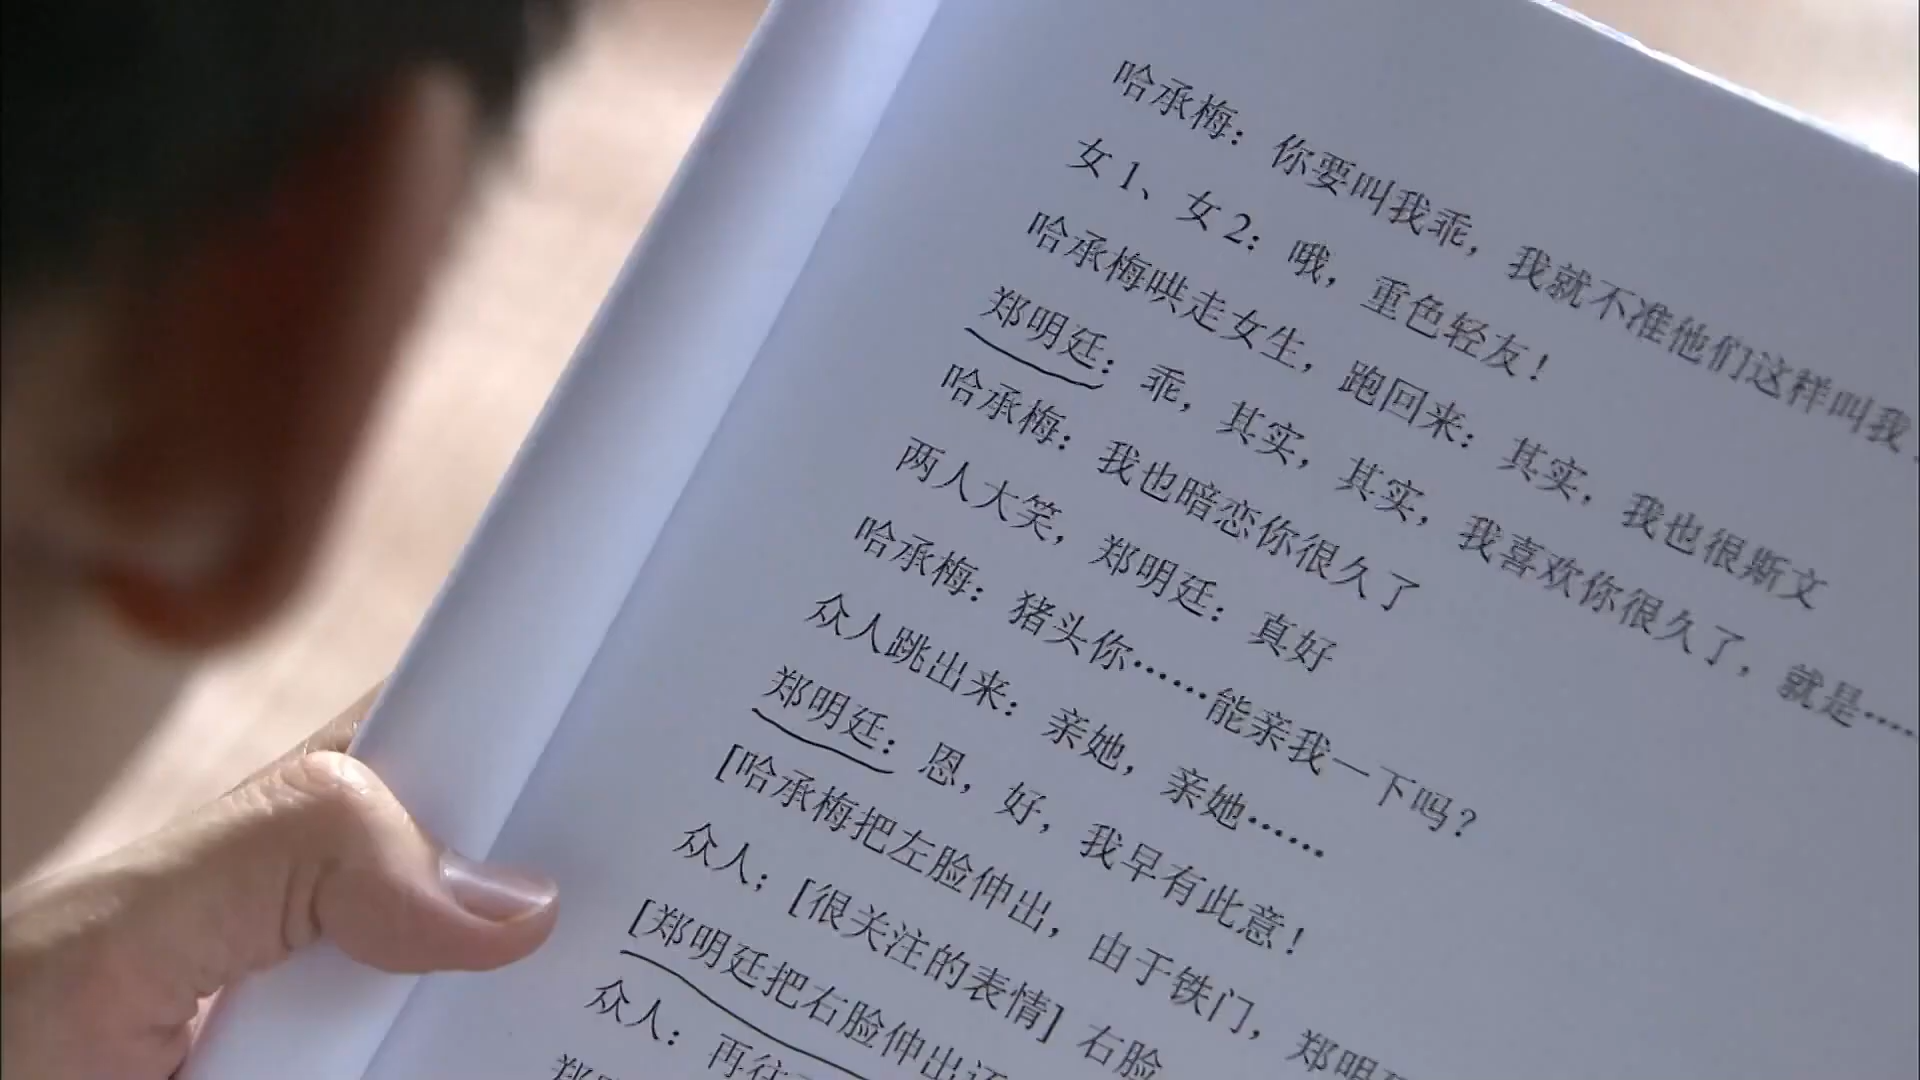 哈承梅：你要叫我乖，我就不准他们这样叫我
女1、女2：哦，重色轻友！
哈承梅哄走女生，跑回来：其实，我也很斯文
郑明廷：乖，其实，其实，我喜欢你很久了，就是……
哈承梅：我也暗恋你很久了
两人大笑，郑明廷：真好
哈承梅：猪头你……能亲我一下吗？
众人跳出来：亲她，亲她……
郑明廷：恩，好，我早有此意！
[哈承梅把左脸伸出，由于铁门，郑明
众人；[很关注的表情] 右脸
[郑明廷把右脸伸出还
众人：再往